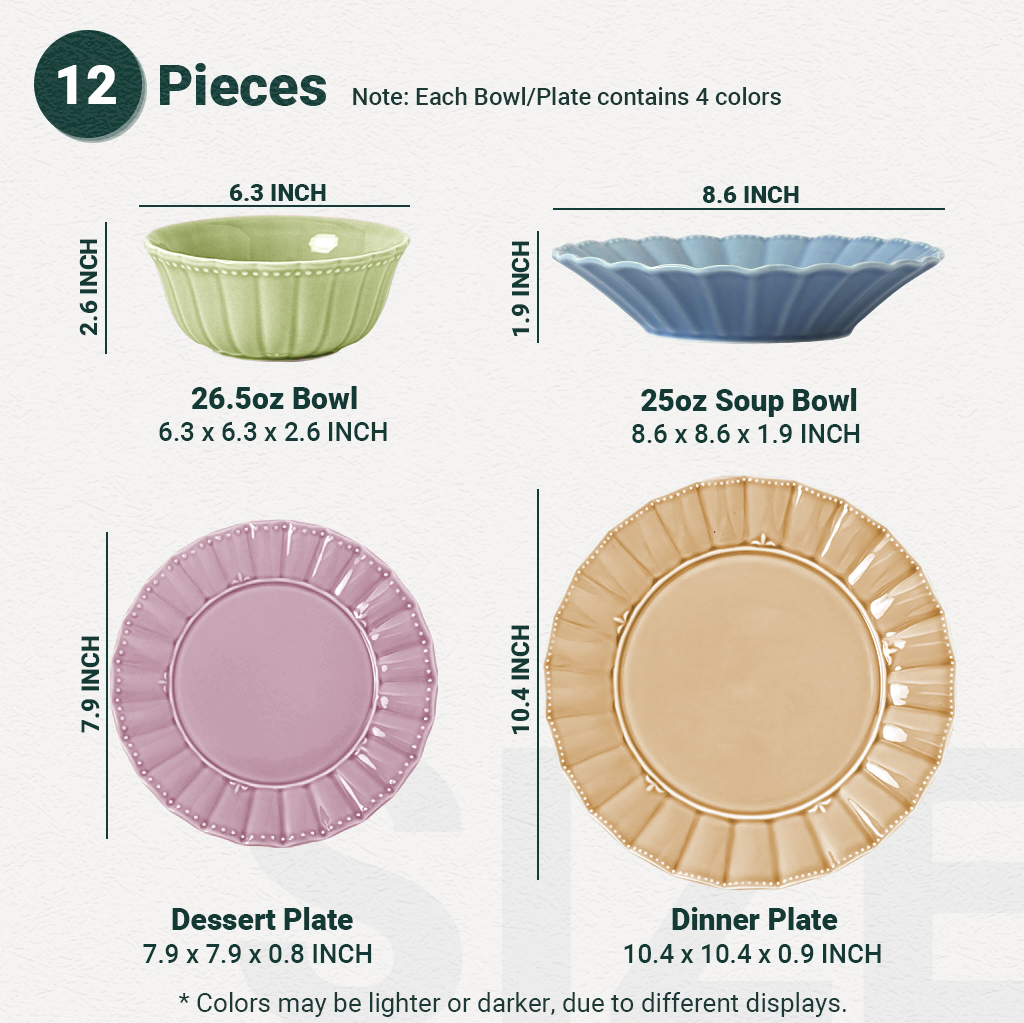 12 Pieces Note: Each Bowl/Plate contains 4 colors
6.3 INCH
2.6 INCH
26.5oz Bowl
6.3 x 6.3 x 2.6 INCH
8.6 INCH
1.9 INCH
25oz Soup Bowl
8.6 x 8.6 x 1.9 INCH
7.9 INCH
Dessert Plate
7.9 x 7.9 x 0.8 INCH
10.4 INCH
Dinner Plate
10.4 x 10.4 x 0.9 INCH
SIZE
* Colors may be lighter or darker, due to different displays.